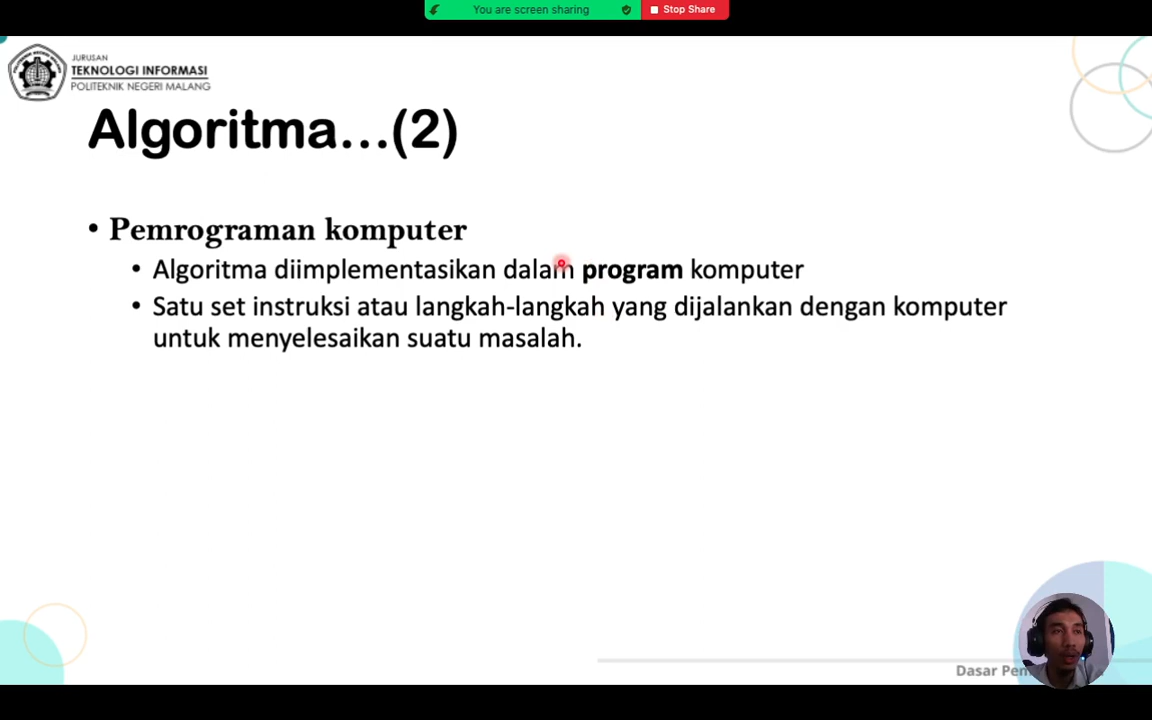 You are screen sharing
Stop Share
JURUSAN
TEKNOLOGI INFORMASI
POLITEKNIK NEGERI MALANG
Algoritma...(2)
• Pemrograman komputer
• Algoritma diimplementasikan dalam program komputer
• Satu set instruksi atau langkah-langkah yang dijalankan dengan komputer
untuk menyelesaikan suatu masalah.
Dasar